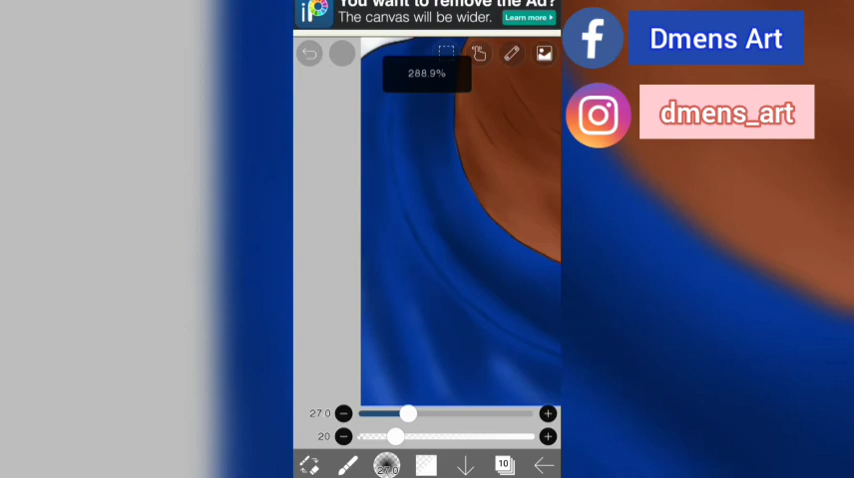 You want to remove the Ad?
The canvas will be wider.
Learn more
iP
288.9%
Dmens Art
dmens_art
27.0
20
27.0
10